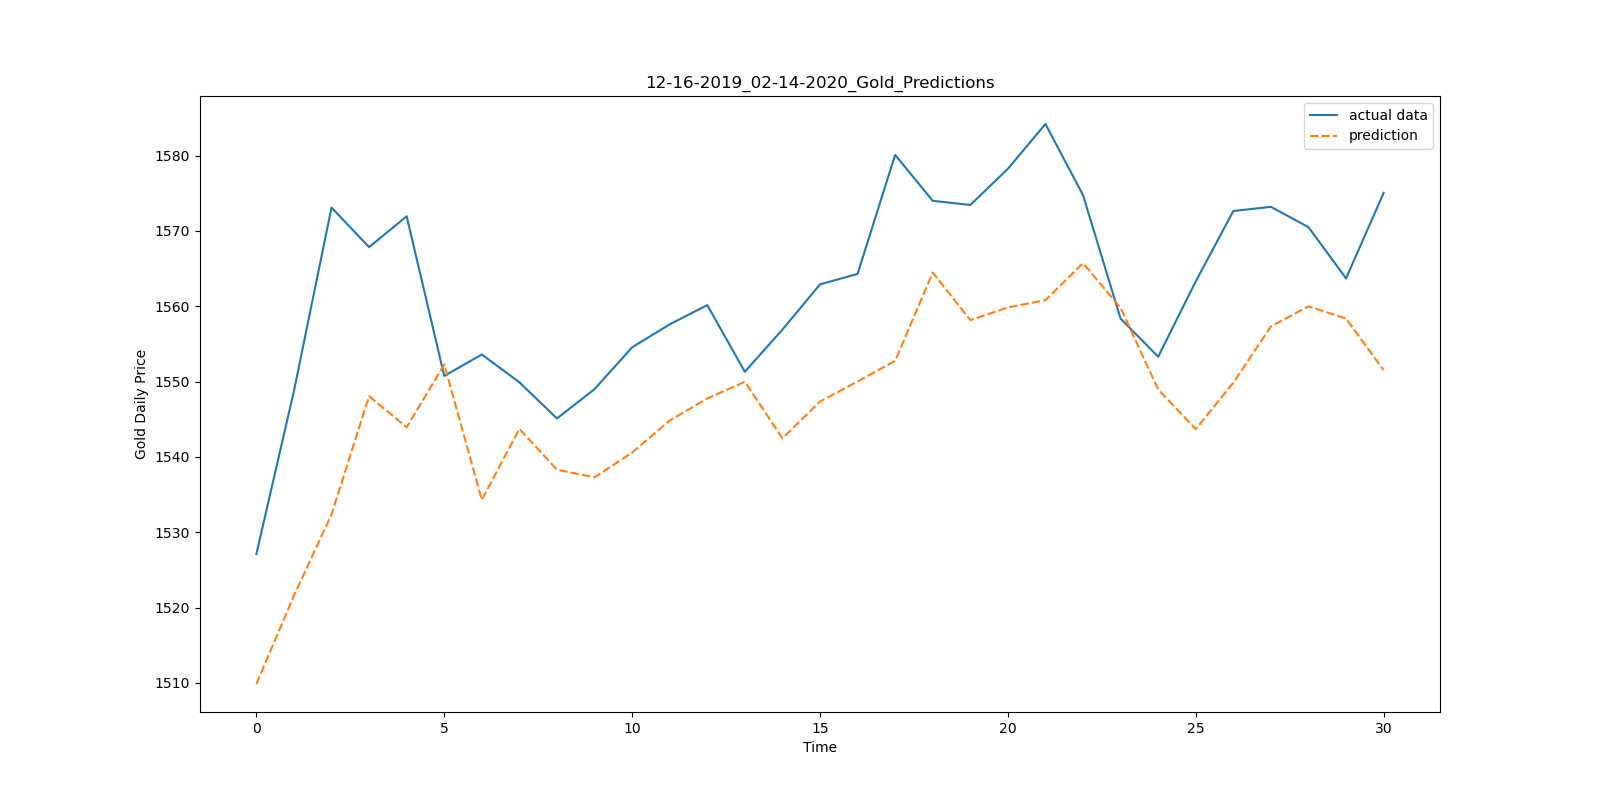 12-16-2019_02-14-2020_Gold_Predictions
actual data
prediction
1580
1570
1560
1550
1540
1530
1520
1510
Gold Daily Price
0 5 10 15 20 25 30
Time